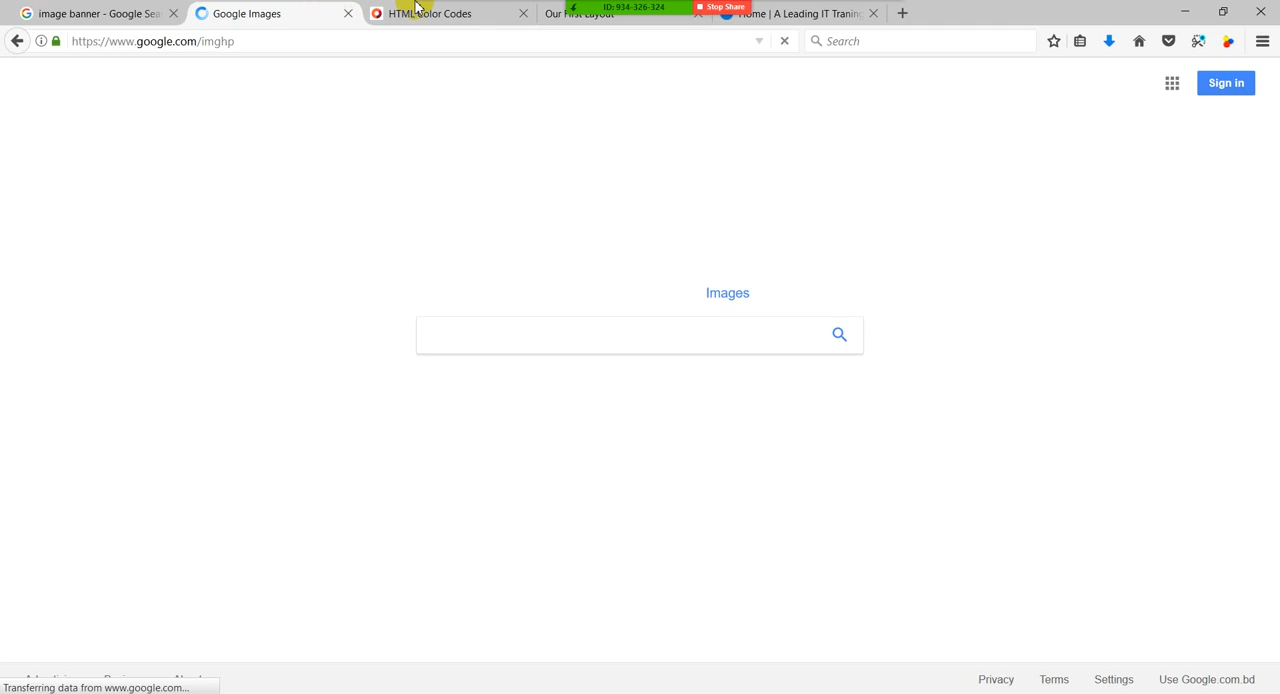 image banner - Google Sea
Google Images
HTML Color Codes
Our First Layout
ID: 934-326-324
Stop Share
Home | A Leading IT Traning
https://www.google.com/imghp
Search
Sign in
Images
Privacy
Terms
Settings
Use Google.com.bd
Transferring data from www.google.com...